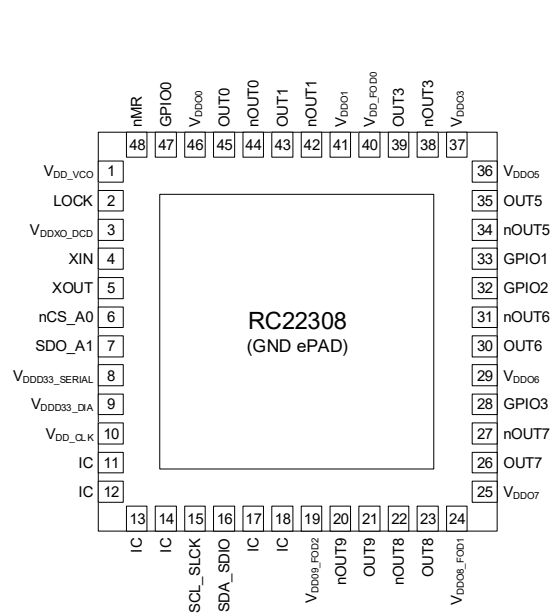 nMR
GPIO0
VDDO0
OUT0
nOUT0
OUT1
nOUT1
VDDO1
VDD_FOD0
OUT3
nOUT3
VDDO3
48
47
46
45
44
43
42
41
40
39
38
37
VDD_VCO 1
LOCK 2
VDDXO_DCD 3
XIN 4
XOUT 5
nCS_A0 6
SDO_A1 7
VDDD33_SERIAL 8
VDDD33_DIA 9
VDD_CLK 10
IC 11
IC 12
RC22308
(GND ePAD)
36 VDDO5
35 OUT5
34 nOUT5
33 GPIO1
32 GPIO2
31 nOUT6
30 OUT6
29 VDDO6
28 GPIO3
27 nOUT7
26 OUT7
25 VDDO7
13
14
15
16
17
18
19
20
21
22
23
24
IC
IC
SCL_SLCK
SDA_SDIO
IC
IC
VDDO9_FOD2
nOUT9
OUT9
nOUT8
OUT8
VDDO8_FOD1